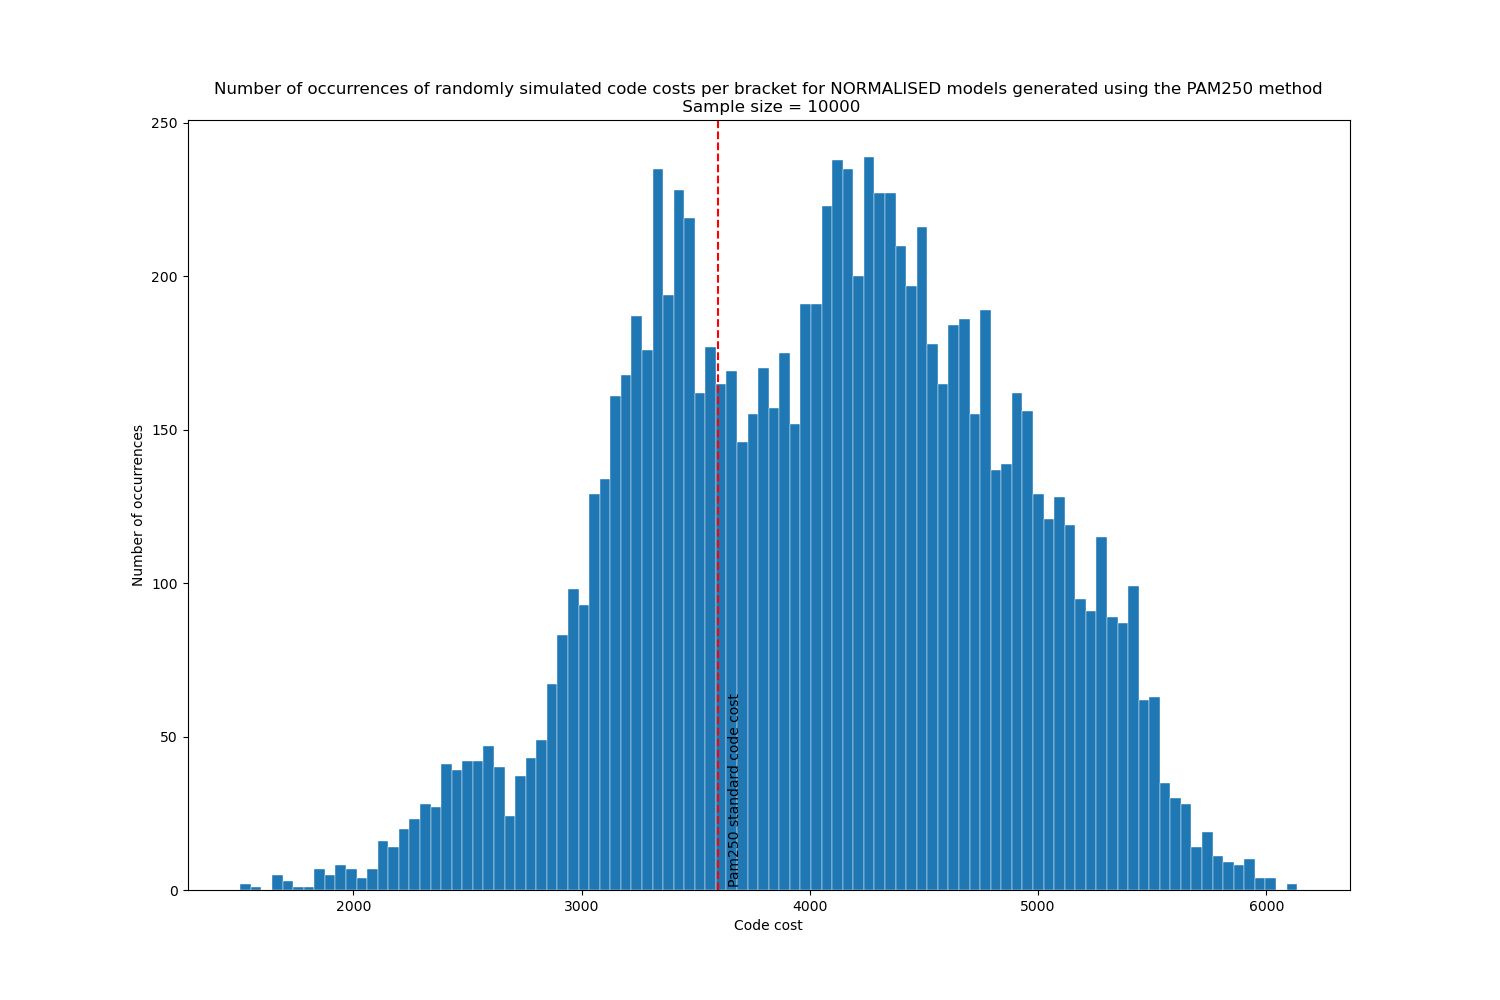 Number of occurrences of randomly simulated code costs per bracket for NORMALISED models generated using the PAM250 method
Sample size = 10000
250
200
150
100
50
0
Number of occurrences
Pam250 standard code cost
2000 3000 4000 5000 6000
Code cost